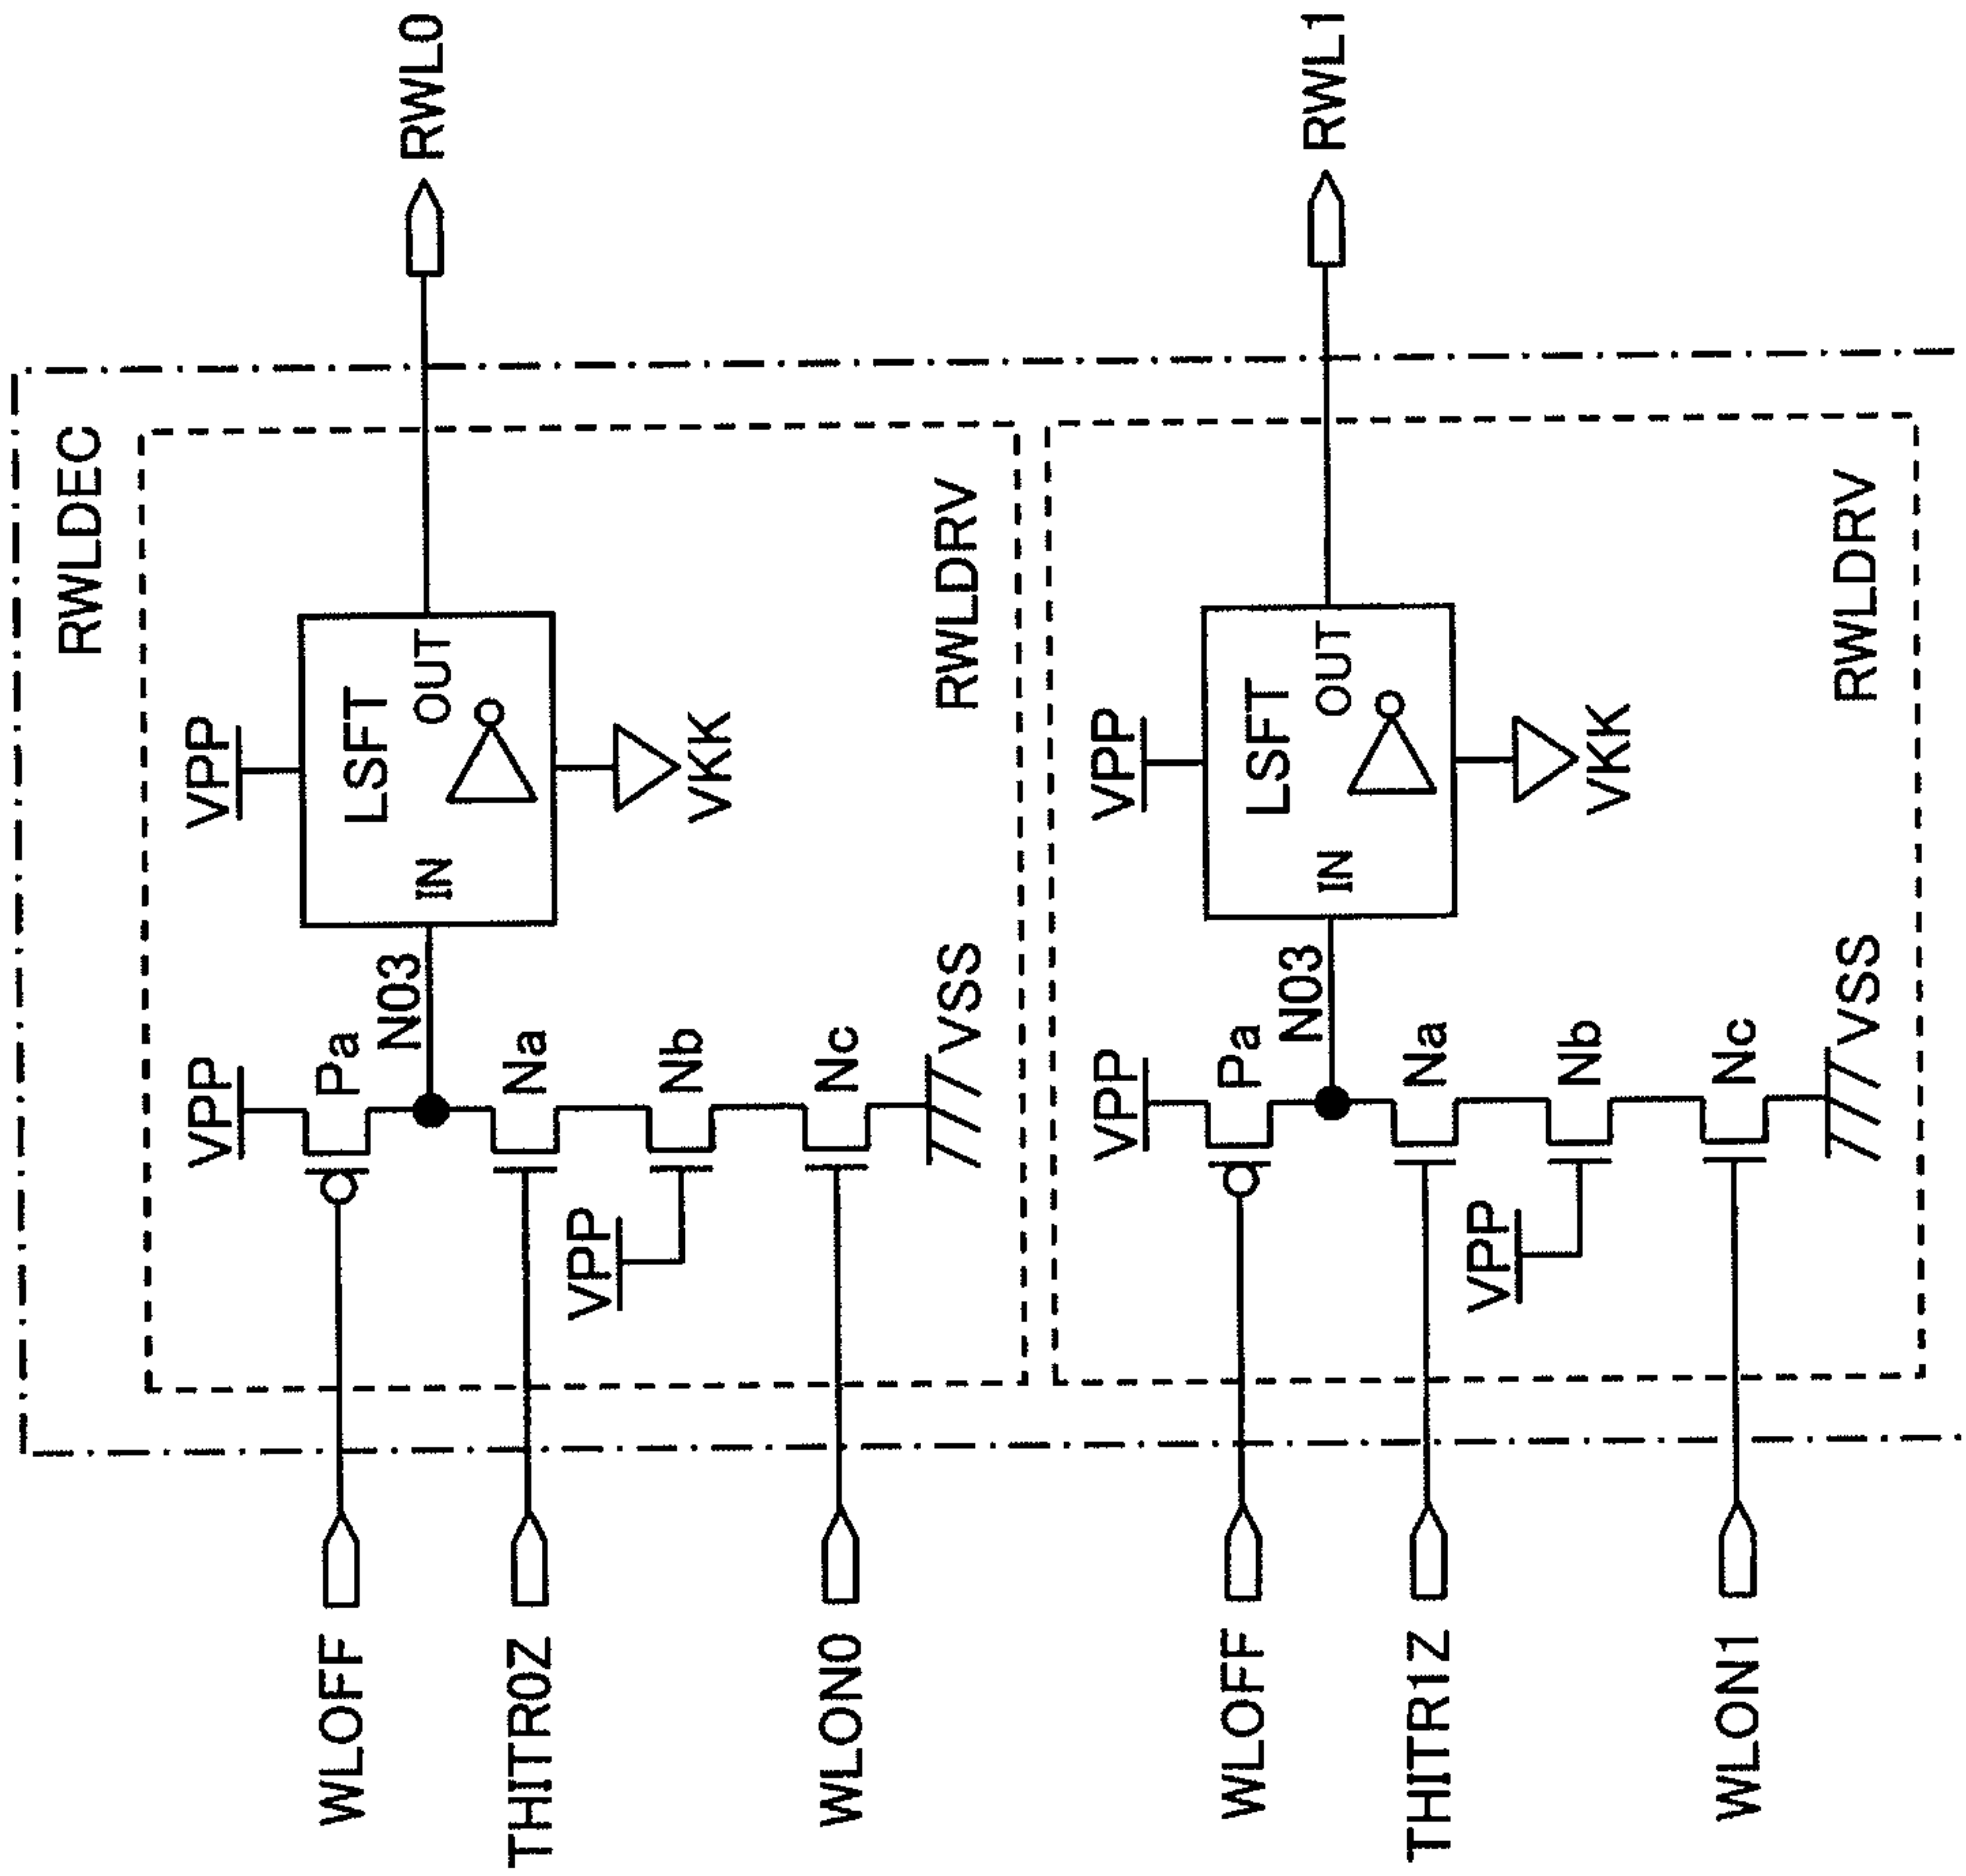 RWLDEC
VPP
VPP
WLOFF
Pa
LSFT
N03
IN
OUT
RWL0
THITR0Z
Na
VPP
Nb
VKK
WLON0
Nc
VSS
RWLDRV
VPP
VPP
WLOFF
Pa
LSFT
N03
IN
OUT
RWL1
THITR1Z
Na
VPP
Nb
VKK
WLON1
Nc
VSS
RWLDRV